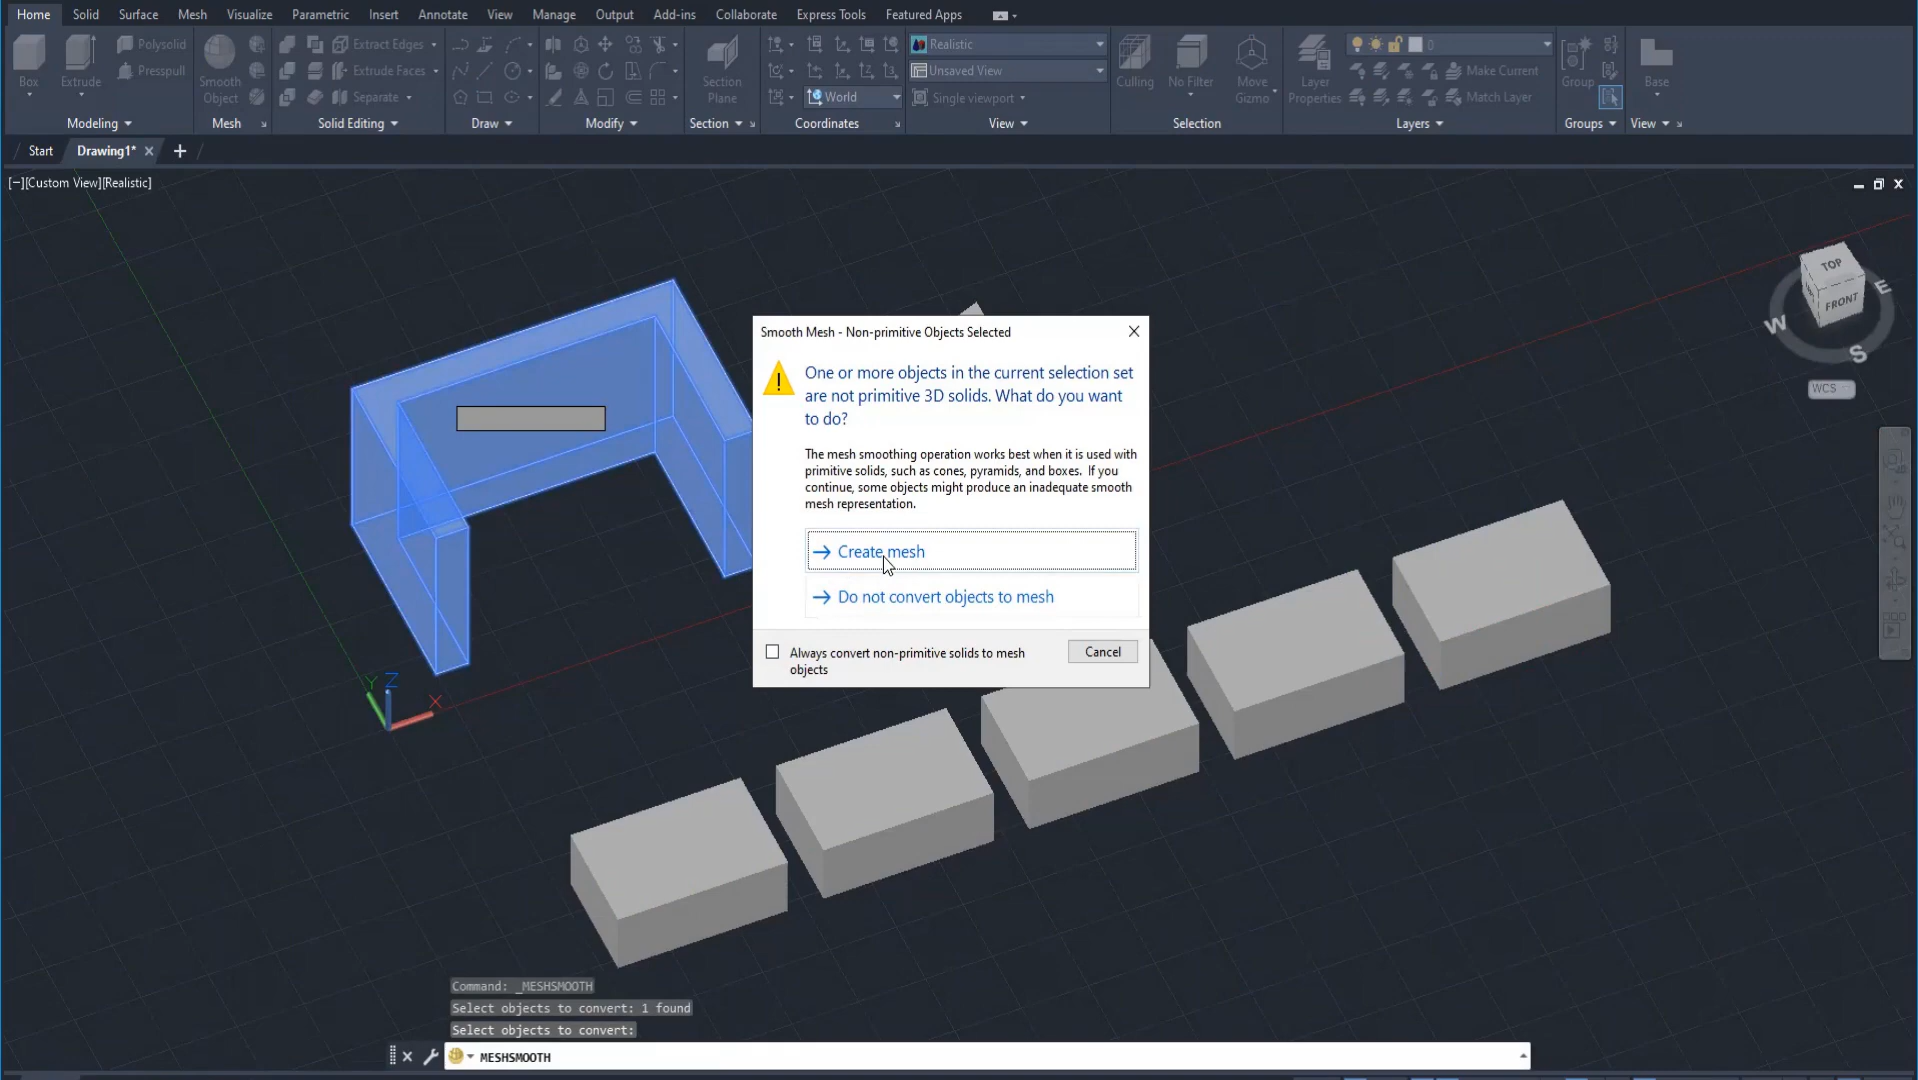 Home Solid Surface Mesh Visualize Parametric Insert Annotate View Manage Output Add-ins Collaborate Express Tools Featured Apps
Polysolid Extract Edges Realistic 0
Presspull Extrude Faces Unsaved View Make Current
Box Extrude Smooth Object Separate Section Plane World Single viewport Culling No Filter Move Gizmo Layer Properties Match Layer Group Base
Modeling Mesh Solid Editing Draw Modify Section Coordinates View Selection Layers Groups View
Start Drawing1*
[−][Custom View][Realistic]
TOP
FRONT
E
W
S
WCS
Smooth Mesh - Non-primitive Objects Selected
One or more objects in the current selection set
are not primitive 3D solids. What do you want
to do?
The mesh smoothing operation works best when it is used with
primitive solids, such as cones, pyramids, and boxes. If you
continue, some objects might produce an inadequate smooth
mesh representation.
Create mesh
Do not convert objects to mesh
Always convert non-primitive solids to mesh
objects
Cancel
Y Z X
Command: _MESHSMOOTH
Select objects to convert: 1 found
Select objects to convert:
MESHSMOOTH